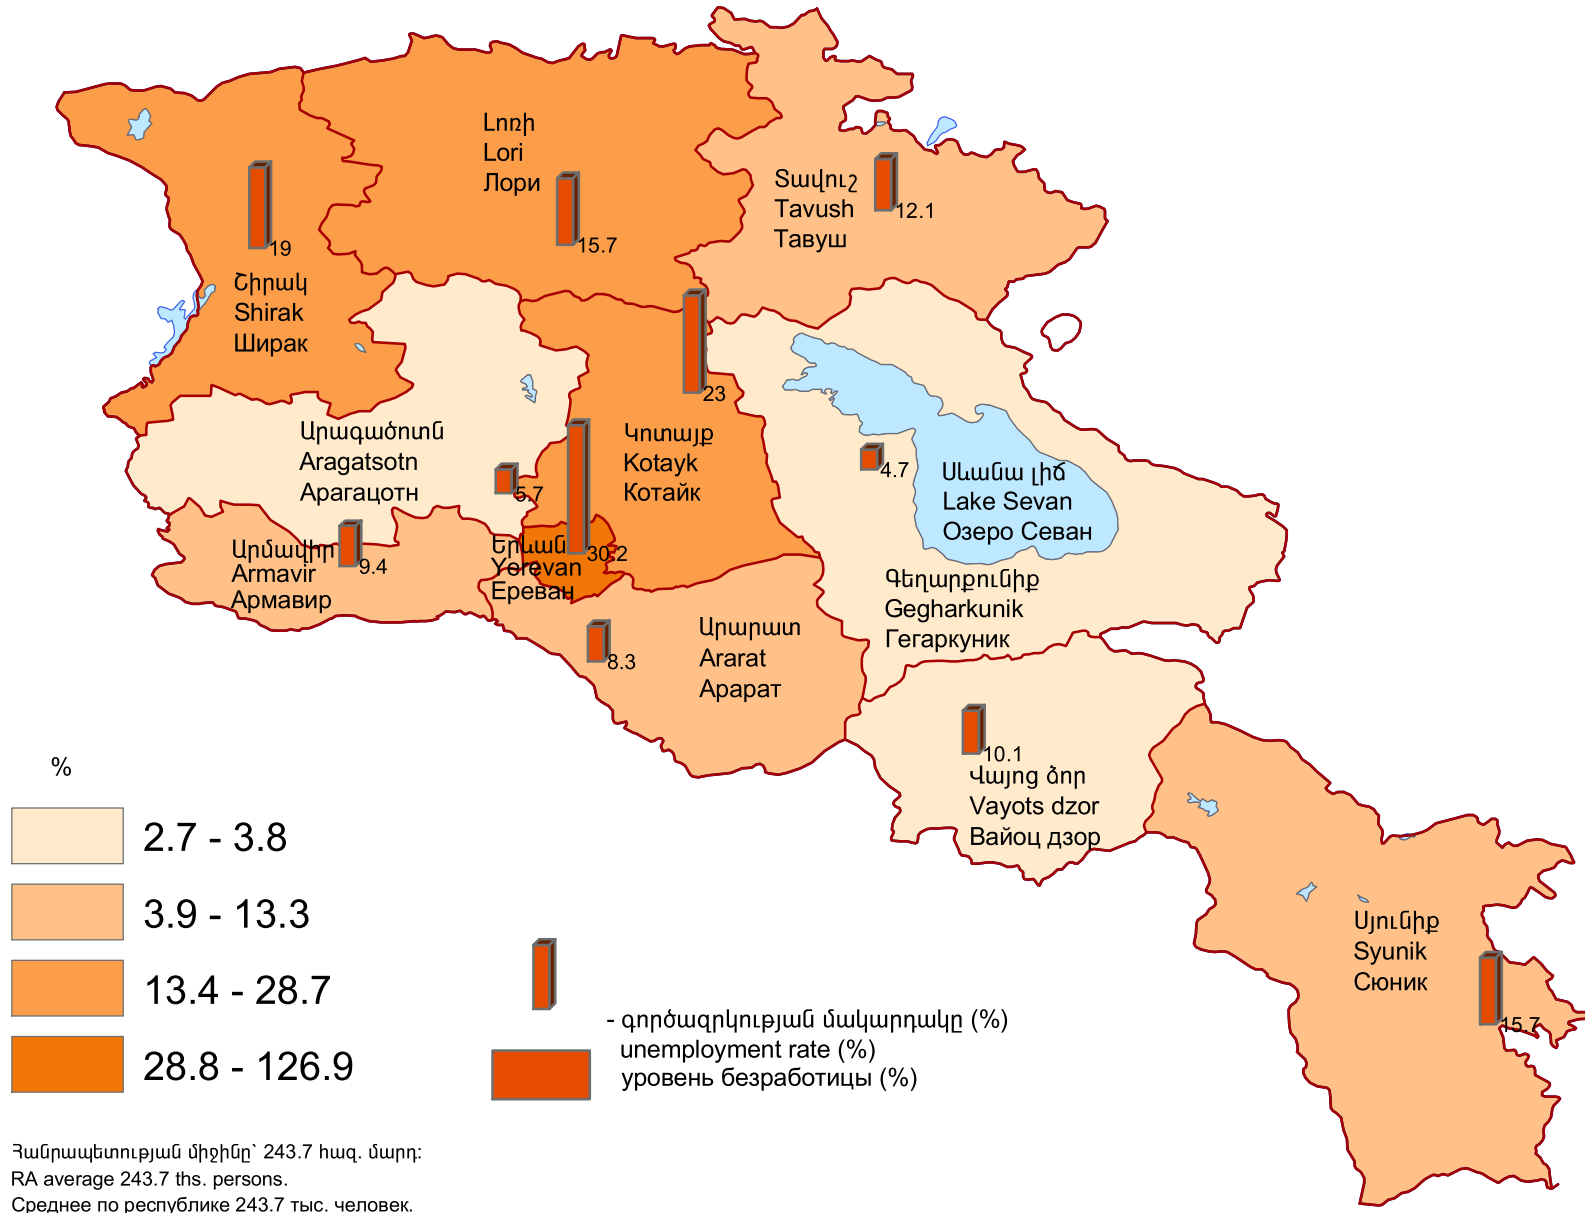 Լոռի
Lori
Лори
15.7
Տավուշ
Tavush
Тавуш
12.1
19
Շիրակ
Shirak
Ширак
23
Արագածոտն
Aragatsotn
Арагацотн
5.7
Կոտայք
Kotayk
Котайк
4.7
Սևանա լիճ
Lake Sevan
Озеро Севан
Արմավիր
Armavir
Армавир
9.4
Երևան
Yerevan
Ереван
30.2
Գեղարքունիք
Gegharkunik
Гегаркуник
8.3
Արարատ
Ararat
Арарат
10.1
Վայոց ձոր
Vayots dzor
Вайоц дзор
Սյունիք
Syunik
Сюник
15.7
%
2.7 - 3.8
3.9 - 13.3
13.4 - 28.7
28.8 - 126.9
- գործազրկության մակարդակը (%)
unemployment rate (%)
уровень безработицы (%)
Հանրապետության միջինը` 243.7 հազ. մարդ:
RA average 243.7 ths. persons.
Среднее по республике 243.7 тыс. человек.